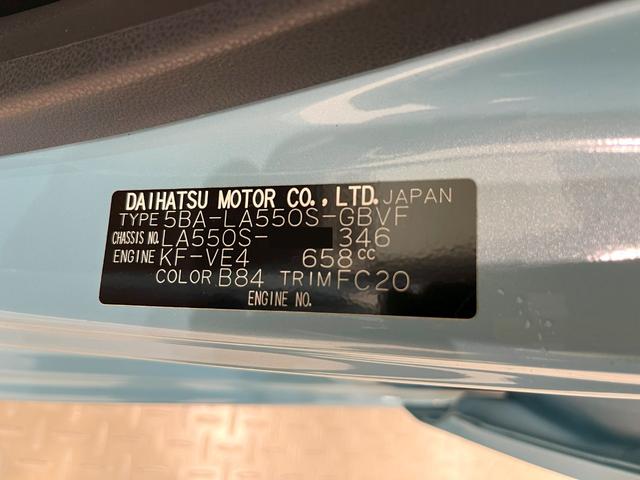 DAIHATSU MOTOR CO.,LTD. JAPAN
TYPE 5BA-LA550S-GBVF
CHASSIS NO. LA550S- 346
ENGINE KF-VE4 658CC
COLOR B84 TRIM FC20
ENGINE NO.